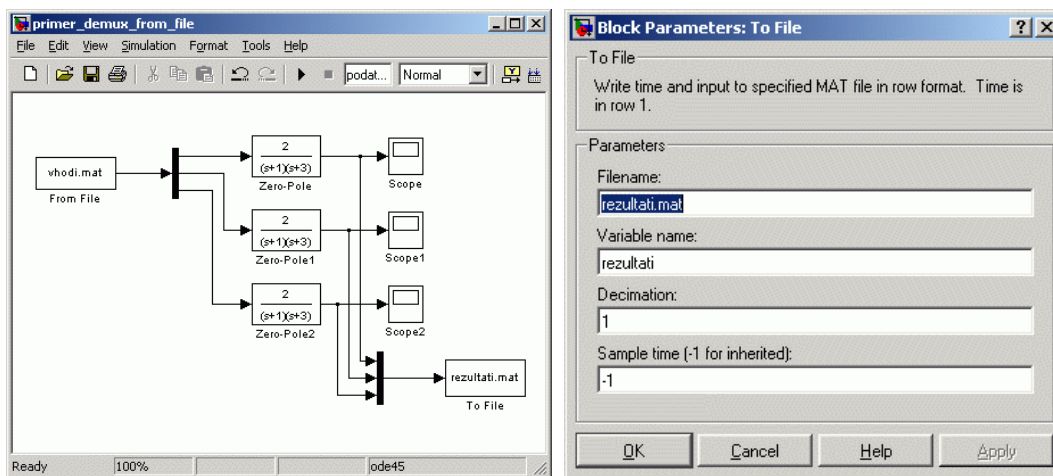 primer_demux_from_file
File Edit View Simulation Format Tools Help
podat... Normal
vhodi.mat
From File
2
(s+1)(s+3)
Zero-Pole
Scope
2
(s+1)(s+3)
Zero-Pole1
Scope1
2
(s+1)(s+3)
Zero-Pole2
Scope2
rezultati.mat
To File
Ready 100% ode45
Block Parameters: To File
To File
Write time and input to specified MAT file in row format. Time is
in row 1.
Parameters
Filename:
rezultati.mat
Variable name:
rezultati
Decimation:
1
Sample time (-1 for inherited):
-1
OK Cancel Help Apply